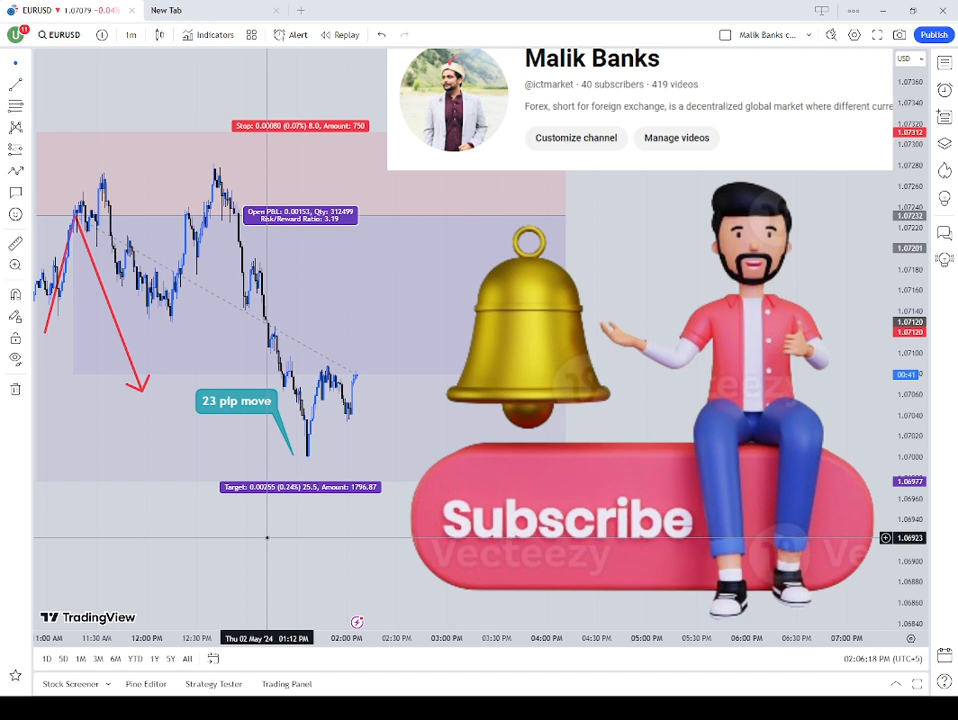 EURUSD ▼ 1.07079 −0.04%
New Tab
U 11 EURUSD 1m Indicators Alert Replay Malik Banks c... Publish
Malik Banks
@ictmarket · 40 subscribers · 419 videos
Forex, short for foreign exchange, is a decentralized global market where different curre
Customize channel Manage videos
Stop: 0.00080 (0.07%) 8.0, Amount: 750
Open P&L: 0.00153, Qty: 312499
Risk/Reward Ratio: 3.19
23 pip move
Target: 0.00255 (0.24%) 25.5, Amount: 1796.87
Subscribe
Vecteezy
USD
1.07360
1.07340
1.07320
1.07312
1.07280
1.07260
1.07240
1.07232
1.07220
1.07201
1.07180
1.07160
1.07140
1.07120
1.07120
1.07100
00:41
1.07060
1.07040
1.07020
1.07000
1.06977
1.06960
1.06940
1.06923
1.06900
1.06880
1.06860
1.06840
TradingView
11:30 AM 12:00 PM 12:30 PM Thu 02 May '24 01:12 PM 02:00 PM 02:30 PM 03:00 PM 03:30 PM 04:00 PM 04:30 PM 05:00 PM 05:30 PM 06:00 PM 06:30 PM 07:00 PM
1D 5D 1M 3M 6M YTD 1Y 5Y All 02:06:18 PM (UTC+5)
Stock Screener Pine Editor Strategy Tester Trading Panel